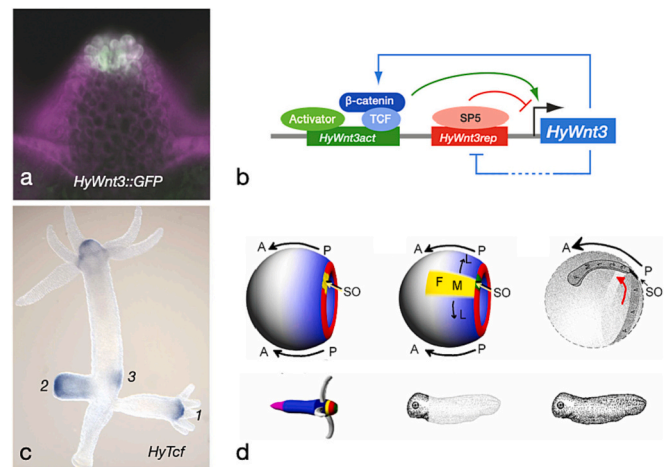 a
HyWnt3::GFP
β-catenin
Activator
TCF
SP5
HyWnt3act
HyWnt3rep
HyWnt3
b
2
3
1
c
HyTcf
A
P
SO
A
P
A
P
L
F
M
L
SO
A
P
A
P
SO
d